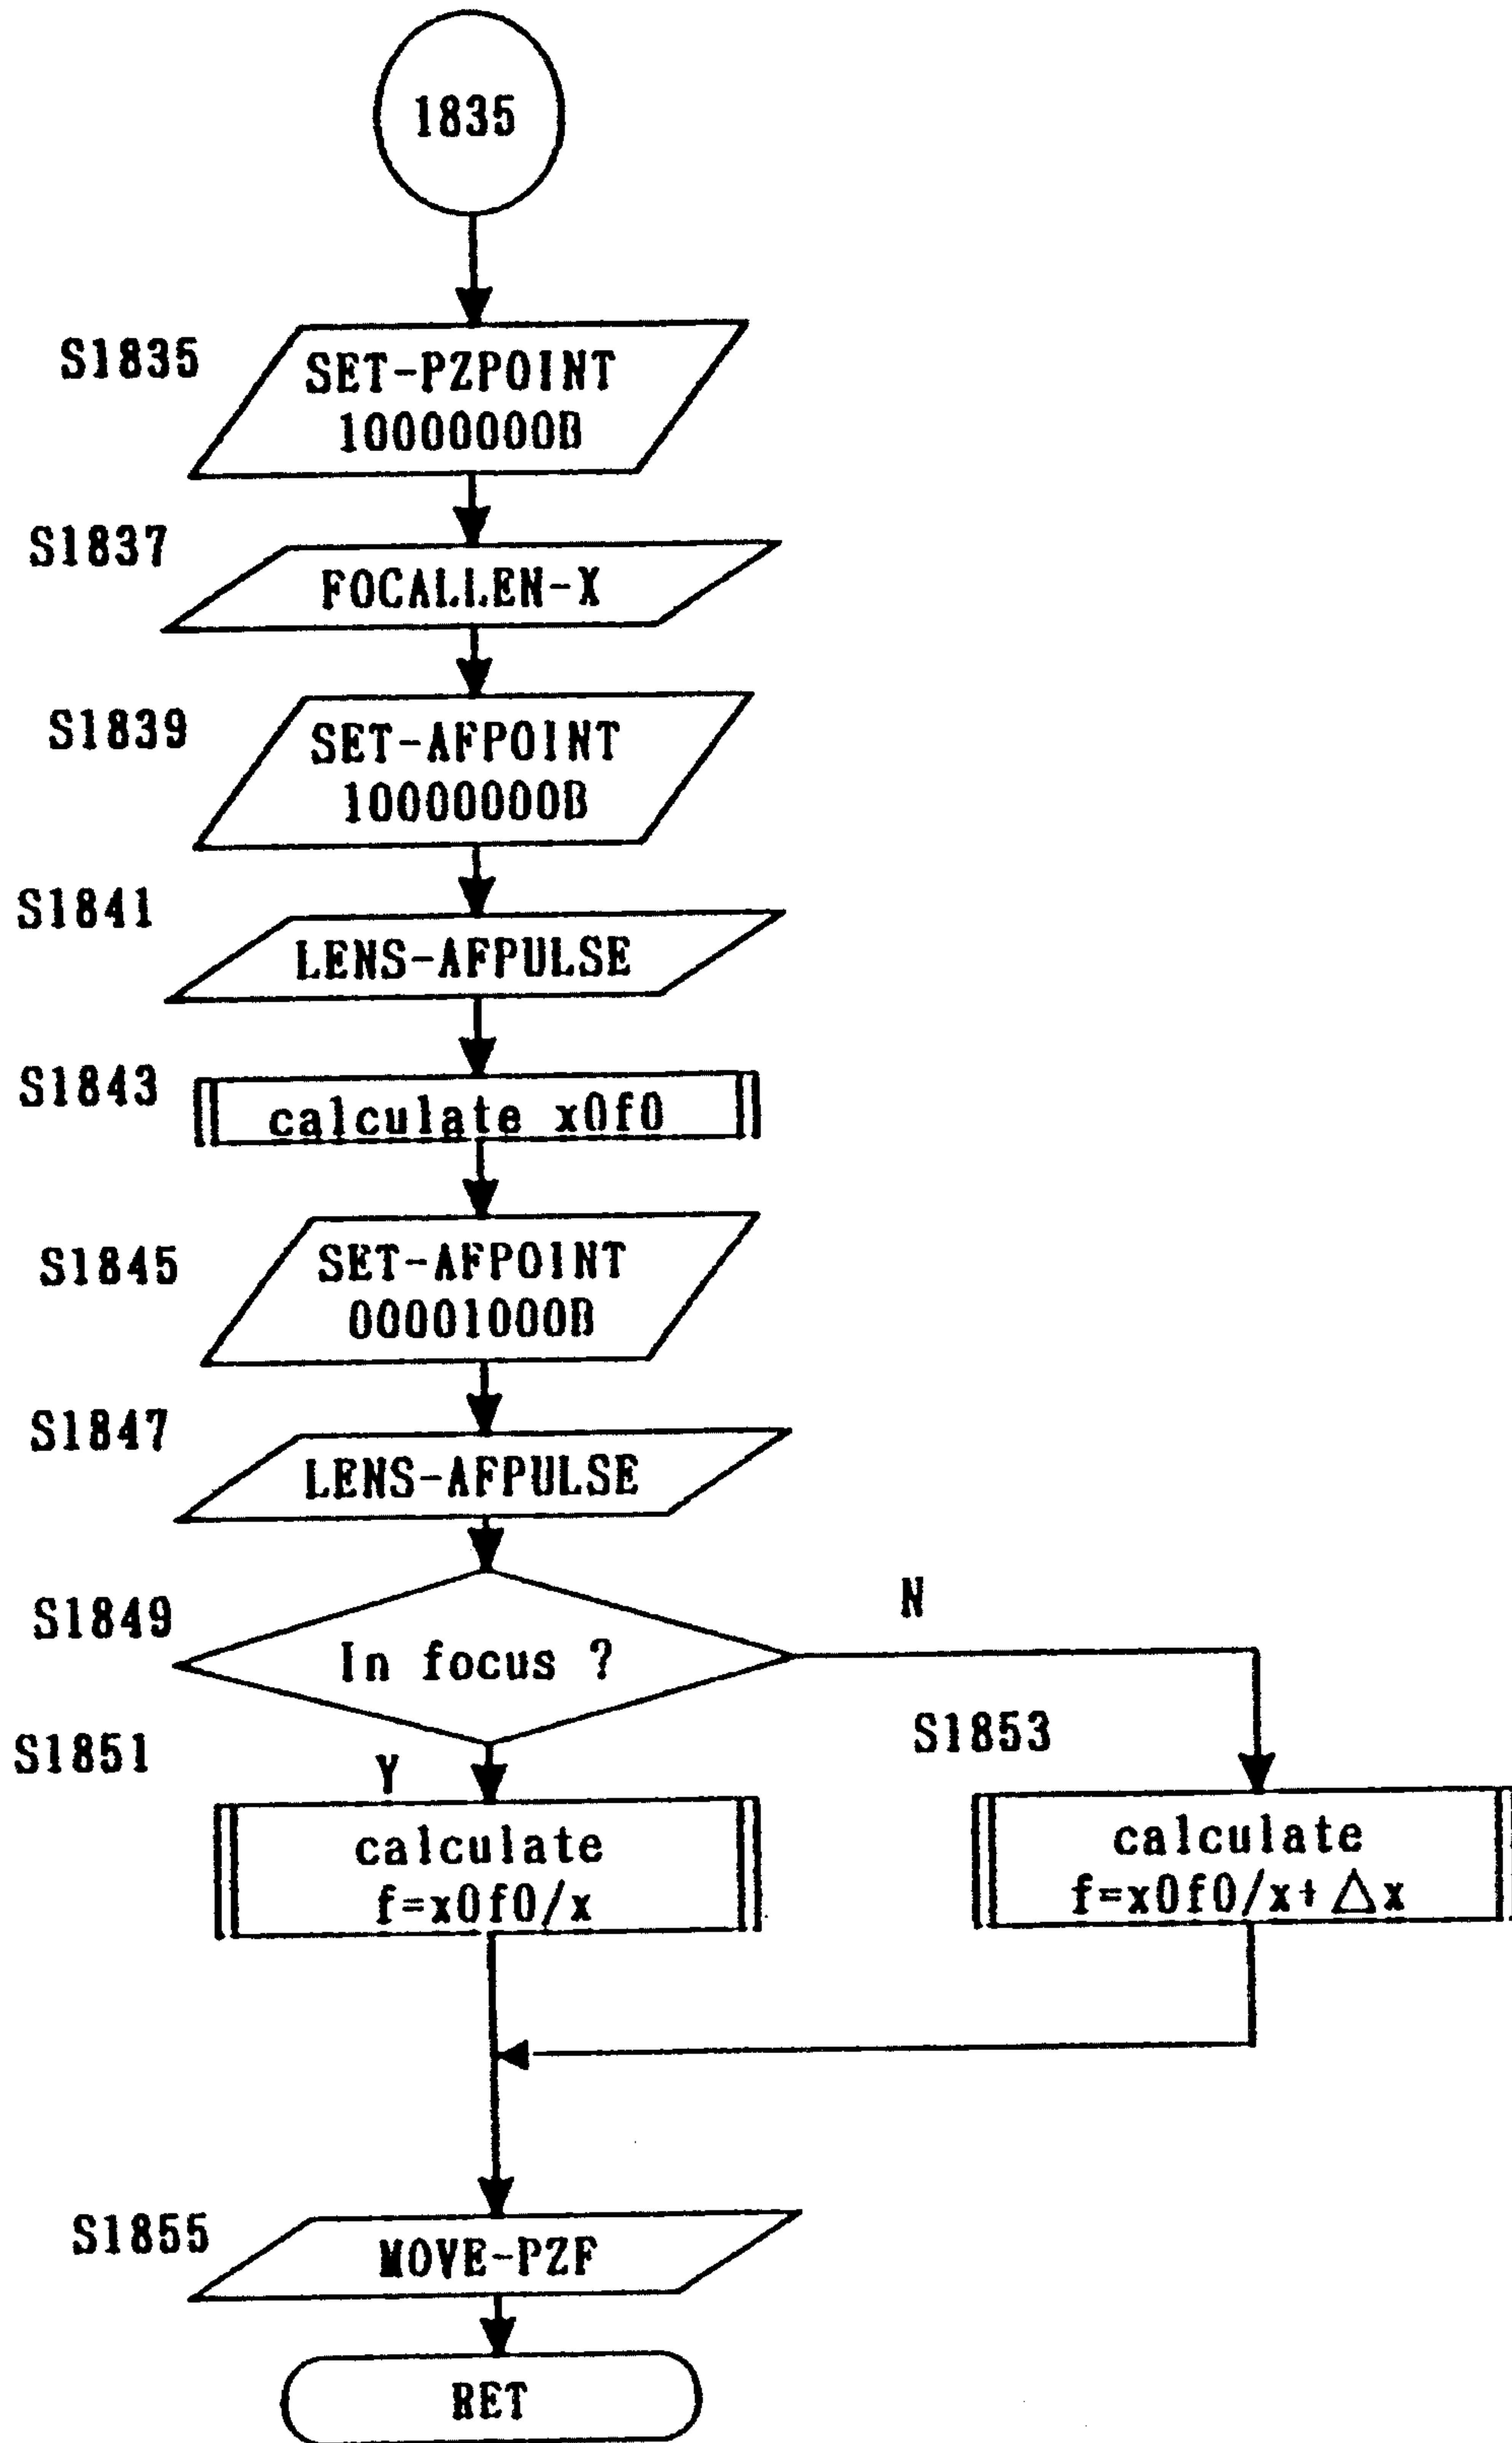 1835
S1835
SET-PZPOINT
10000000B
S1837
FOCALLEN-X
S1839
SET-AFPOINT
10000000B
S1841
LENS-AFPULSE
S1843
calculate x0f0
S1845
SET-AFPOINT
00001000B
S1847
LENS-AFPULSE
S1849
In focus ?
N
S1851
Y
calculate
f=x0f0/x
S1853
calculate
f=x0f0/x+△x
S1855
MOVE-PZF
RET